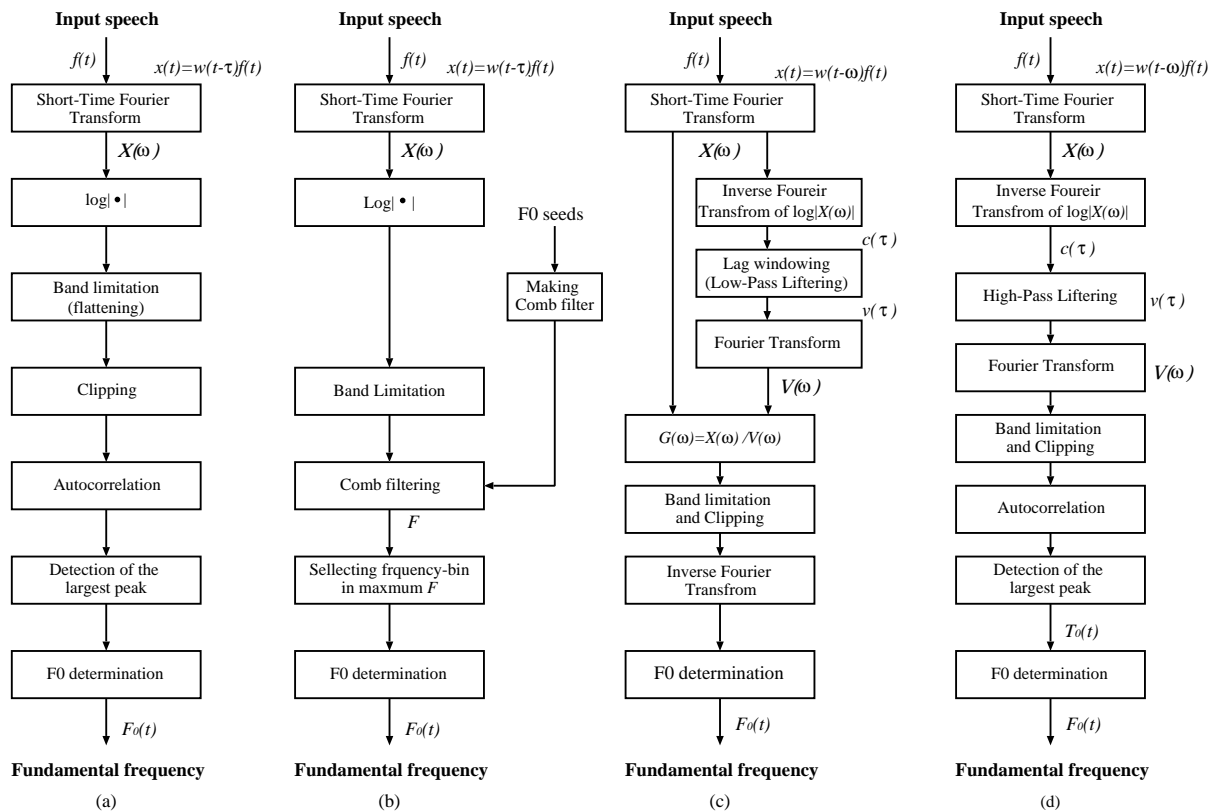 Input speech
f(t)
x(t)=w(t-τ)f(t)
Short-Time Fourier
Transform
X(ω)
log| • |
Band limitation
(flattening)
Clipping
Autocorrelation
Detection of the
largest peak
F0 determination
F₀(t)
Fundamental frequency
(a)
Input speech
f(t)
x(t)=w(t-τ)f(t)
Short-Time Fourier
Transform
X(ω)
Log| • |
F0 seeds
Making
Comb filter
Band Limitation
Comb filtering
F
Sellecting frquency-bin
in maxmum F
F0 determination
F₀(t)
Fundamental frequency
(b)
Input speech
f(t)
x(t)=w(t-ω)f(t)
Short-Time Fourier
Transform
X(ω)
Inverse Foureir
Transfrom of log|X(ω)|
c(τ)
Lag windowing
(Low-Pass Liftering)
v(τ)
Fourier Transform
V(ω)
G(ω)=X(ω)/V(ω)
Band limitation
and Clipping
Inverse Fourier
Transfrom
F0 determination
F₀(t)
Fundamental frequency
(c)
Input speech
f(t)
x(t)=w(t-ω)f(t)
Short-Time Fourier
Transform
X(ω)
Inverse Foureir
Transfrom of log|X(ω)|
c(τ)
High-Pass Liftering
v(τ)
Fourier Transform
V(ω)
Band limitation
and Clipping
Autocorrelation
Detection of the
largest peak
T₀(t)
F0 determination
F₀(t)
Fundamental frequency
(d)